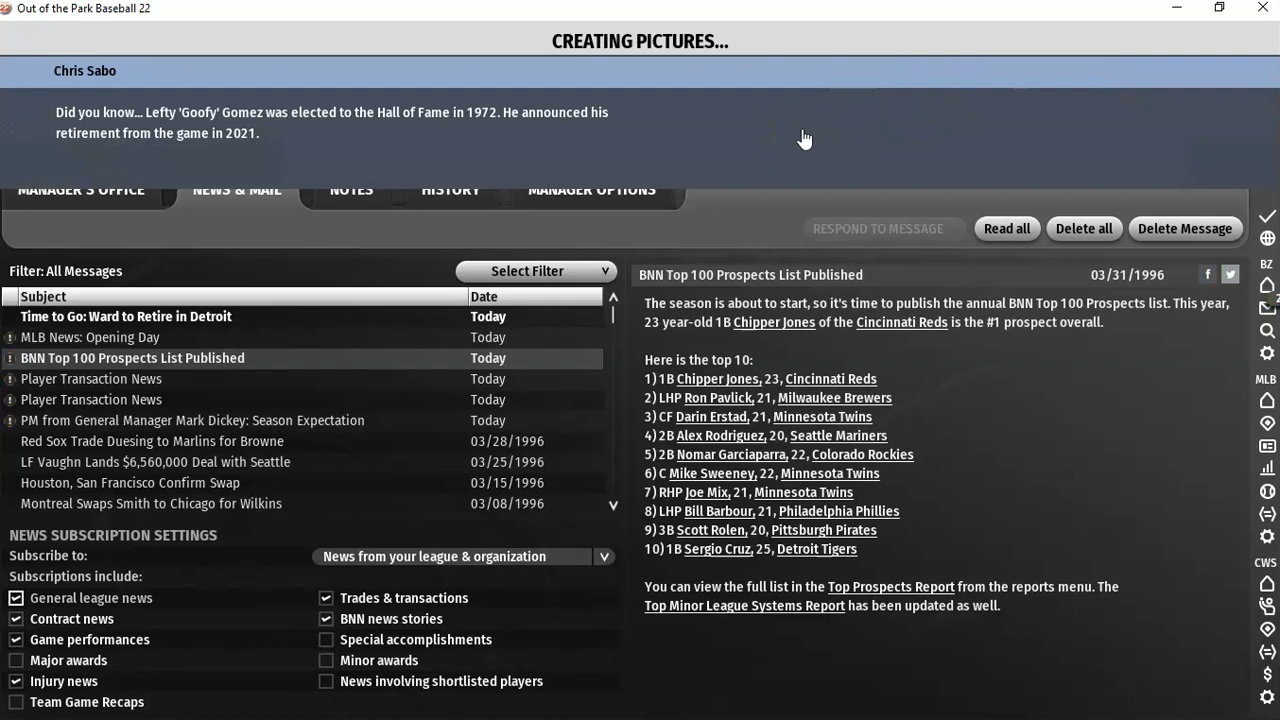 Out of the Park Baseball 22
CREATING PICTURES...
Chris Sabo
Did you know... Lefty 'Goofy' Gomez was elected to the Hall of Fame in 1972. He announced his
retirement from the game in 2021.
MANAGER'S OFFICE
NEWS & MAIL
NOTES
HISTORY
MANAGER OPTIONS
RESPOND TO MESSAGE
Read all
Delete all
Delete Message
Filter: All Messages
Select Filter
Subject Date
Time to Go: Ward to Retire in Detroit Today
MLB News: Opening Day Today
BNN Top 100 Prospects List Published Today
Player Transaction News Today
Player Transaction News Today
PM from General Manager Mark Dickey: Season Expectation Today
Red Sox Trade Duesing to Marlins for Browne 03/28/1996
LF Vaughn Lands $6,560,000 Deal with Seattle 03/25/1996
Houston, San Francisco Confirm Swap 03/15/1996
Montreal Swaps Smith to Chicago for Wilkins 03/08/1996
NEWS SUBSCRIPTION SETTINGS
Subscribe to: News from your league & organization
Subscriptions include:
General league news
Trades & transactions
Contract news
BNN news stories
Game performances
Special accomplishments
Major awards
Minor awards
Injury news
News involving shortlisted players
Team Game Recaps
BNN Top 100 Prospects List Published 03/31/1996
The season is about to start, so it's time to publish the annual BNN Top 100 Prospects list. This year,
23 year-old 1B Chipper Jones of the Cincinnati Reds is the #1 prospect overall.
Here is the top 10:
1) 1B Chipper Jones, 23, Cincinnati Reds
2) LHP Ron Pavlick, 21, Milwaukee Brewers
3) CF Darin Erstad, 21, Minnesota Twins
4) 2B Alex Rodriguez, 20, Seattle Mariners
5) 2B Nomar Garciaparra, 22, Colorado Rockies
6) C Mike Sweeney, 22, Minnesota Twins
7) RHP Joe Mix, 21, Minnesota Twins
8) LHP Bill Barbour, 21, Philadelphia Phillies
9) 3B Scott Rolen, 20, Pittsburgh Pirates
10) 1B Sergio Cruz, 25, Detroit Tigers
You can view the full list in the Top Prospects Report from the reports menu. The
Top Minor League Systems Report has been updated as well.
BZ
2
MLB
CWS